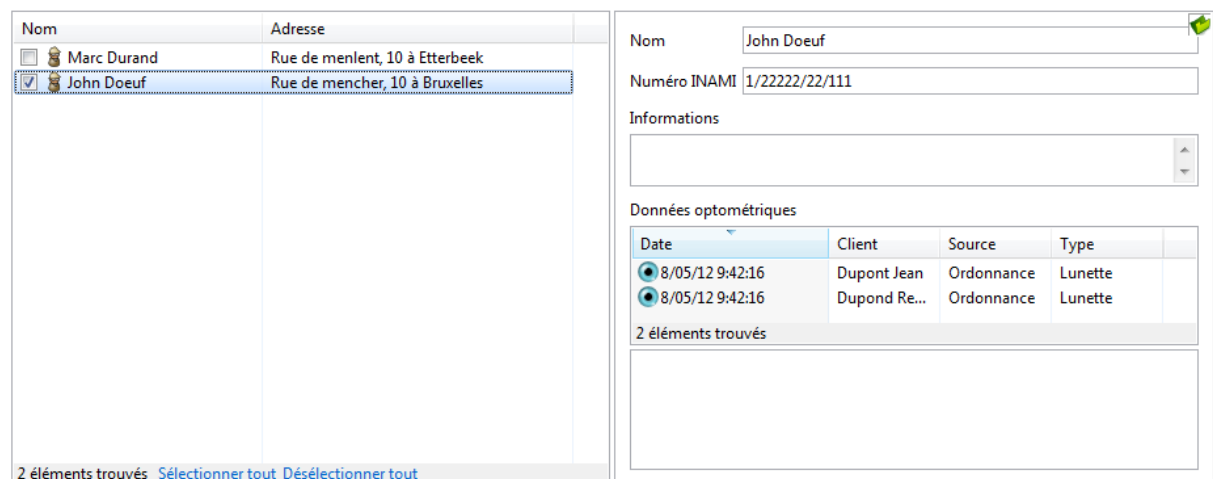 Nom Adresse
Marc Durand Rue de menlent, 10 à Etterbeek
John Doeuf Rue de mencher, 10 à Bruxelles
2 éléments trouvés Sélectionner tout Désélectionner tout
Nom John Doeuf
Numéro INAMI 1/22222/22/111
Informations
Données optométriques
Date Client Source Type
8/05/12 9:42:16 Dupont Jean Ordonnance Lunette
8/05/12 9:42:16 Dupond Re... Ordonnance Lunette
2 éléments trouvés